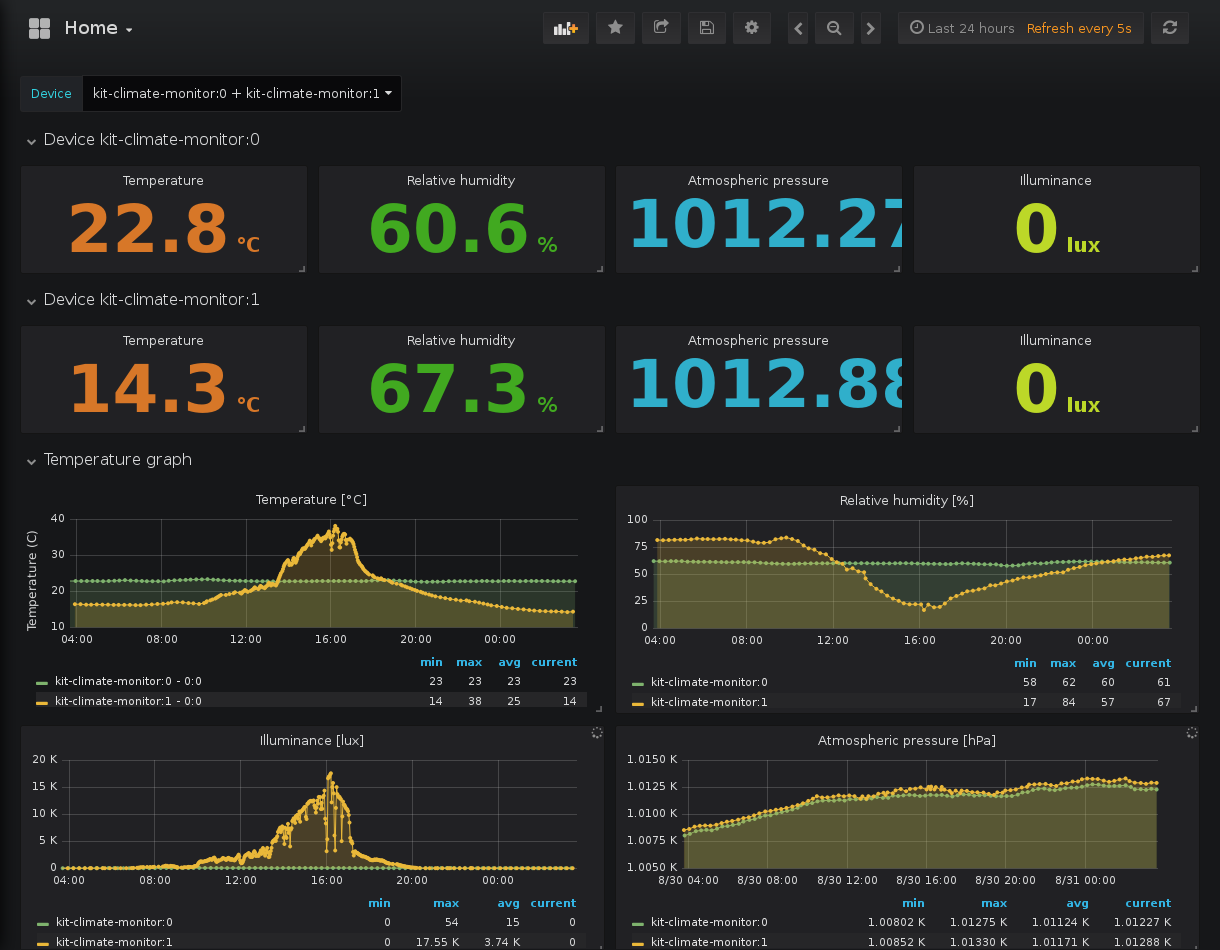 Home
Last 24 hours Refresh every 5s
Device kit-climate-monitor:0 + kit-climate-monitor:1
Device kit-climate-monitor:0
Temperature Relative humidity Atmospheric pressure Illuminance
22.8 °C 60.6 % 1012.27 0 lux
Device kit-climate-monitor:1
Temperature Relative humidity Atmospheric pressure Illuminance
14.3 °C 67.3 % 1012.88 0 lux
Temperature graph
Temperature [°C]
Temperature (C)
40
30
20
10
04:00 08:00 12:00 16:00 20:00 00:00
min max avg current
kit-climate-monitor:0 - 0:0 23 23 23 23
kit-climate-monitor:1 - 0:0 14 38 25 14
Relative humidity [%]
100
75
50
25
0
04:00 08:00 12:00 16:00 20:00 00:00
min max avg current
kit-climate-monitor:0 58 62 60 61
kit-climate-monitor:1 17 84 57 67
Illuminance [lux]
20 K
15 K
10 K
5 K
0
04:00 08:00 12:00 16:00 20:00 00:00
min max avg current
kit-climate-monitor:0 0 54 15 0
kit-climate-monitor:1 0 17.55 K 3.74 K 0
Atmospheric pressure [hPa]
1.0150 K
1.0125 K
1.0100 K
1.0075 K
1.0050 K
8/30 04:00 8/30 08:00 8/30 12:00 8/30 16:00 8/30 20:00 8/31 00:00
min max avg current
kit-climate-monitor:0 1.00802 K 1.01275 K 1.01124 K 1.01227 K
kit-climate-monitor:1 1.00852 K 1.01330 K 1.01171 K 1.01288 K